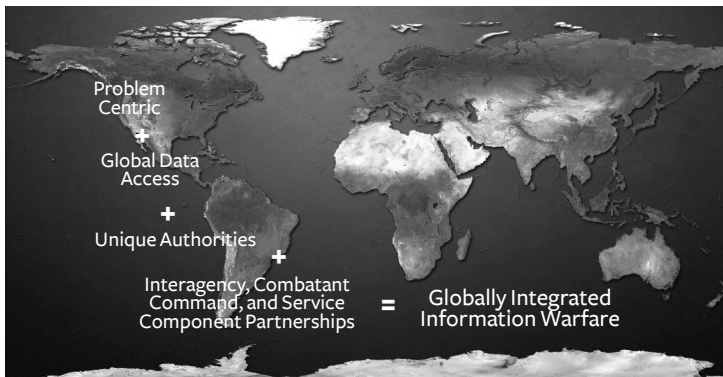 Problem
Centric
+
Global Data
Access
+
Unique Authorities
+
Interagency, Combatant
Command, and Service
Component Partnerships
=
Globally Integrated
Information Warfare